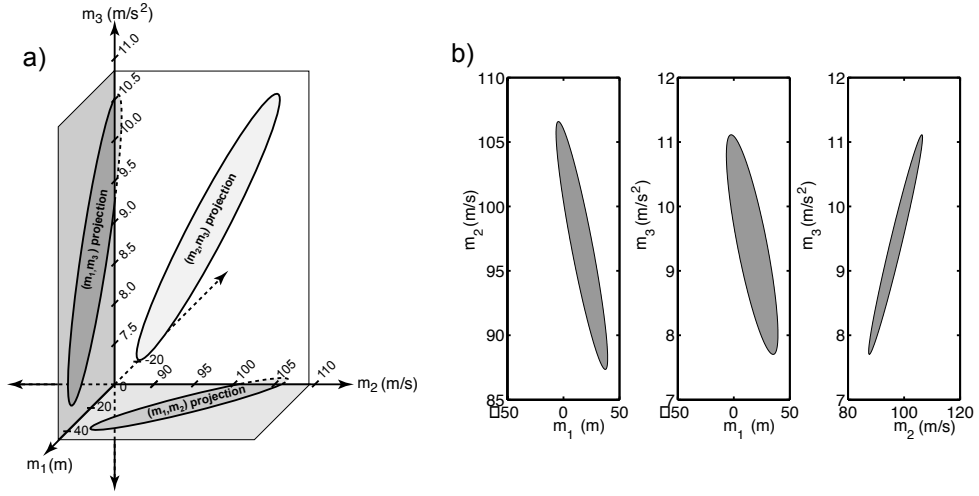 a)
m3 (m/s2)
11.0
10.5
10.0
9.5
9.0
8.5
8.0
7.5
(m1,m3) projection
(m2,m3) projection
(m1,m2) projection
-20
0
20
40
90
95
100
105
110
m2 (m/s)
m1(m)
b)
110
105
100
95
90
85
m2 (m/s)
□50 0 50
m1 (m)
12
11
10
9
8
7
m3 (m/s2)
□50 0 50
m1 (m)
12
11
10
9
8
7
m3 (m/s2)
80 100 120
m2 (m/s)